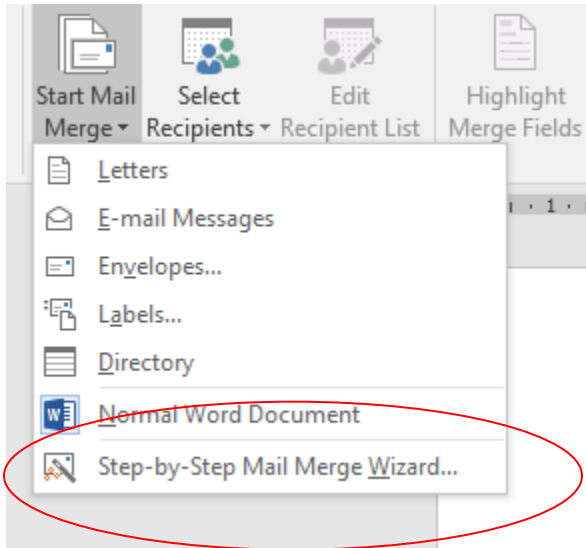 Start Mail Merge
Select Recipients
Edit Recipient List
Highlight Merge Fields
Letters
E-mail Messages
Envelopes...
Labels...
Directory
Normal Word Document
Step-by-Step Mail Merge Wizard...
1